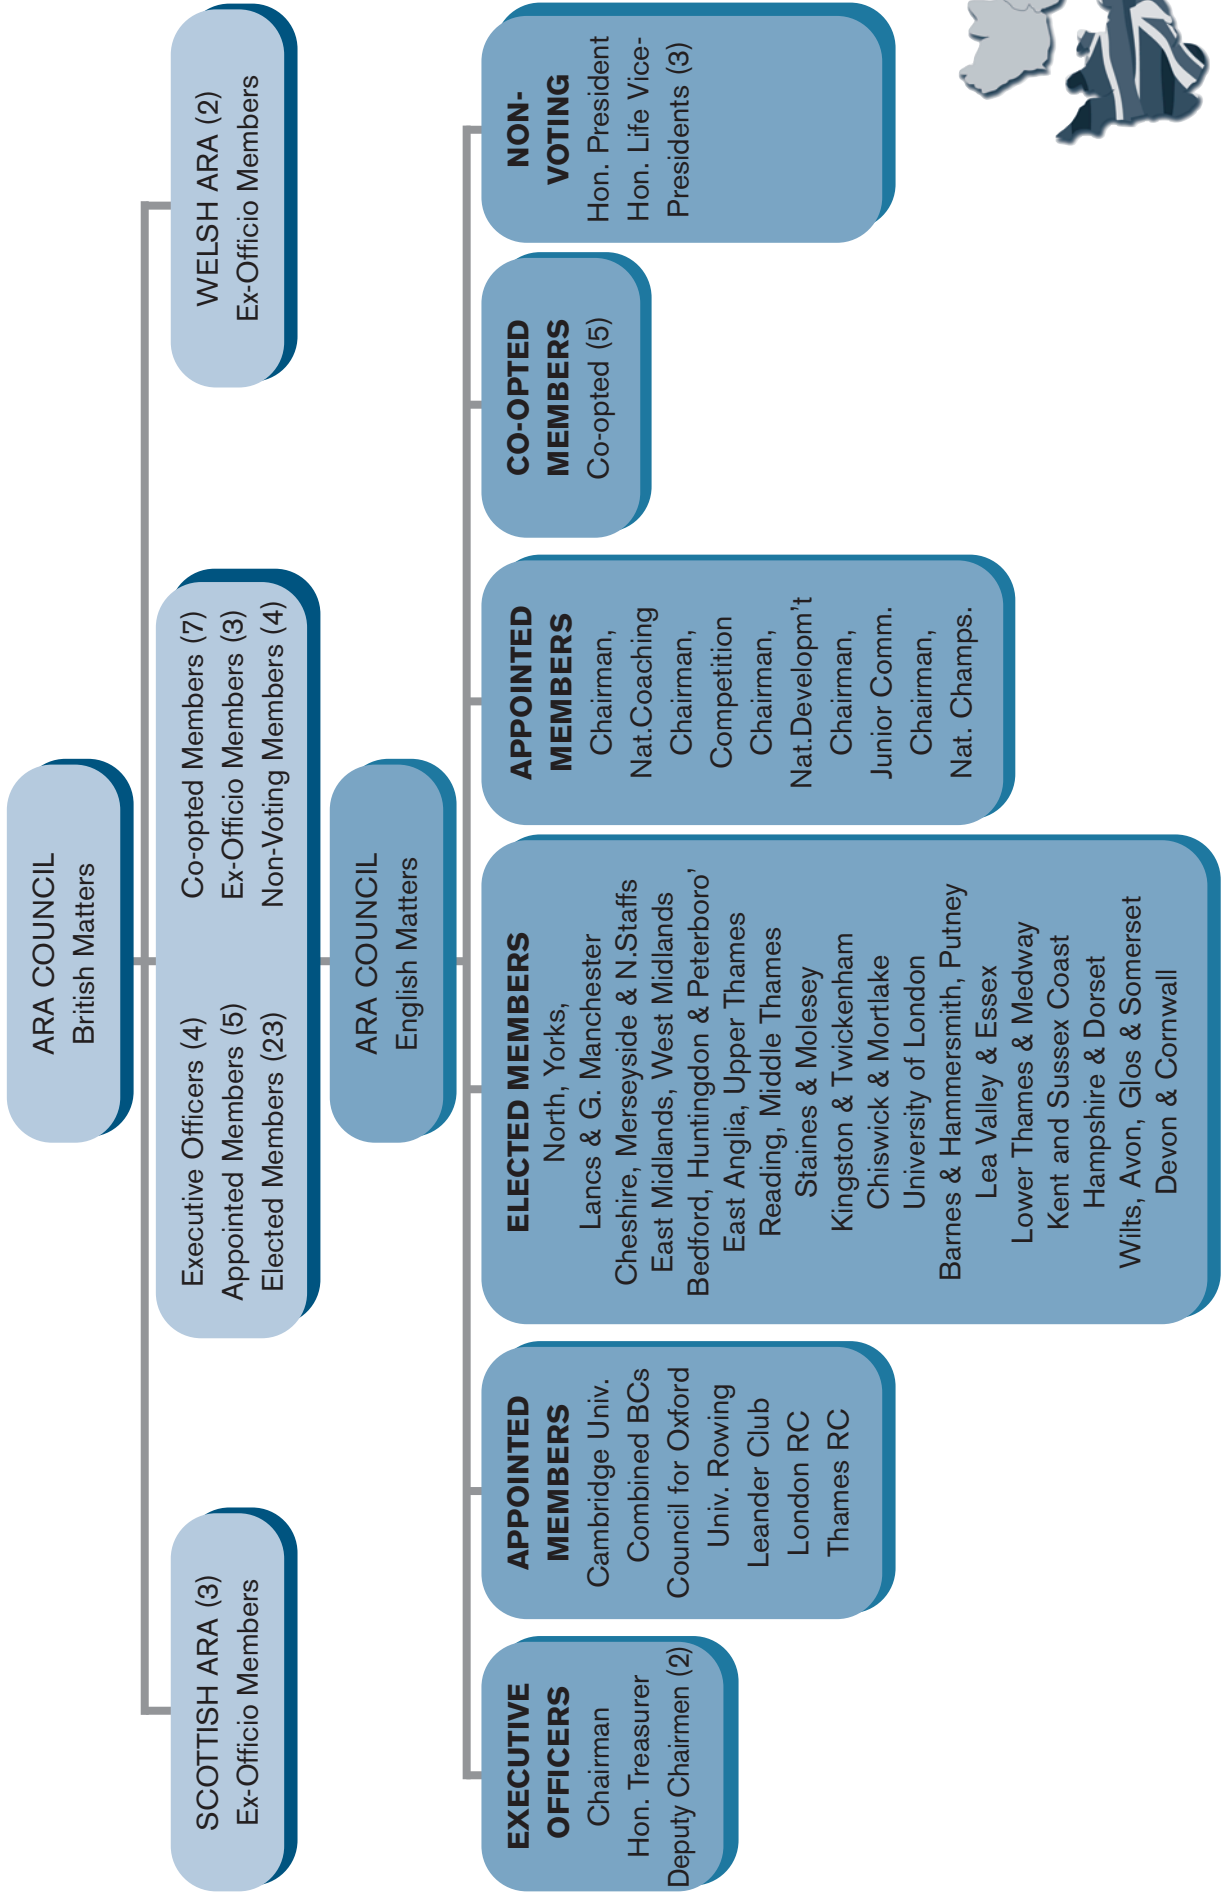 ARA COUNCIL
British Matters
SCOTTISH ARA (3)
Ex-Officio Members
Executive Officers (4)
Appointed Members (5)
Elected Members (23)
Co-opted Members (7)
Ex-Officio Members (3)
Non-Voting Members (4)
WELSH ARA (2)
Ex-Officio Members
ARA COUNCIL
English Matters
EXECUTIVE
OFFICERS
Chairman
Hon. Treasurer
Deputy Chairmen (2)
APPOINTED
MEMBERS
Cambridge Univ.
Combined BCs
Council for Oxford
Univ. Rowing
Leander Club
London RC
Thames RC
ELECTED MEMBERS
North, Yorks,
Lancs & G. Manchester
Cheshire, Merseyside & N.Staffs
East Midlands, West Midlands
Bedford, Huntingdon & Peterboro’
East Anglia, Upper Thames
Reading, Middle Thames
Staines & Molesey
Kingston & Twickenham
Chiswick & Mortlake
University of London
Barnes & Hammersmith, Putney
Lea Valley & Essex
Lower Thames & Medway
Kent and Sussex Coast
Hampshire & Dorset
Wilts, Avon, Glos & Somerset
Devon & Cornwall
APPOINTED
MEMBERS
Chairman,
Nat.Coaching
Chairman,
Competition
Chairman,
Nat.Developm’t
Chairman,
Junior Comm.
Chairman,
Nat. Champs.
CO-OPTED
MEMBERS
Co-opted (5)
NON-
VOTING
Hon. President
Hon. Life Vice-
Presidents (3)